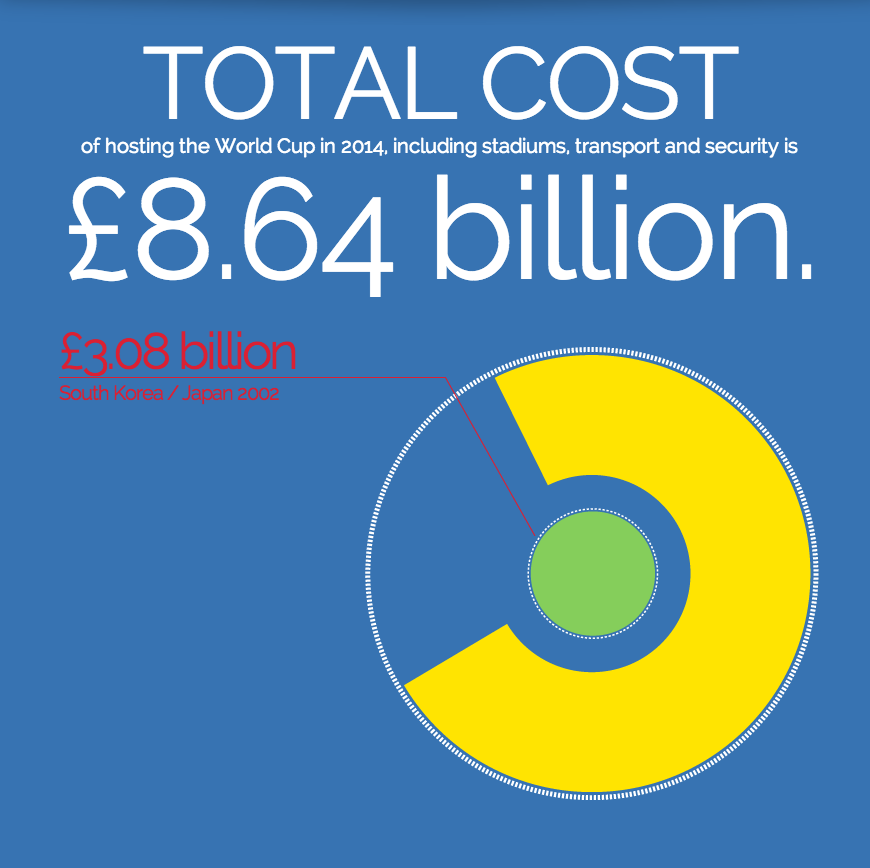 TOTAL COST
of hosting the World Cup in 2014, including stadiums, transport and security is
£8.64 billion.
£3.08 billion
South Korea / Japan 2002